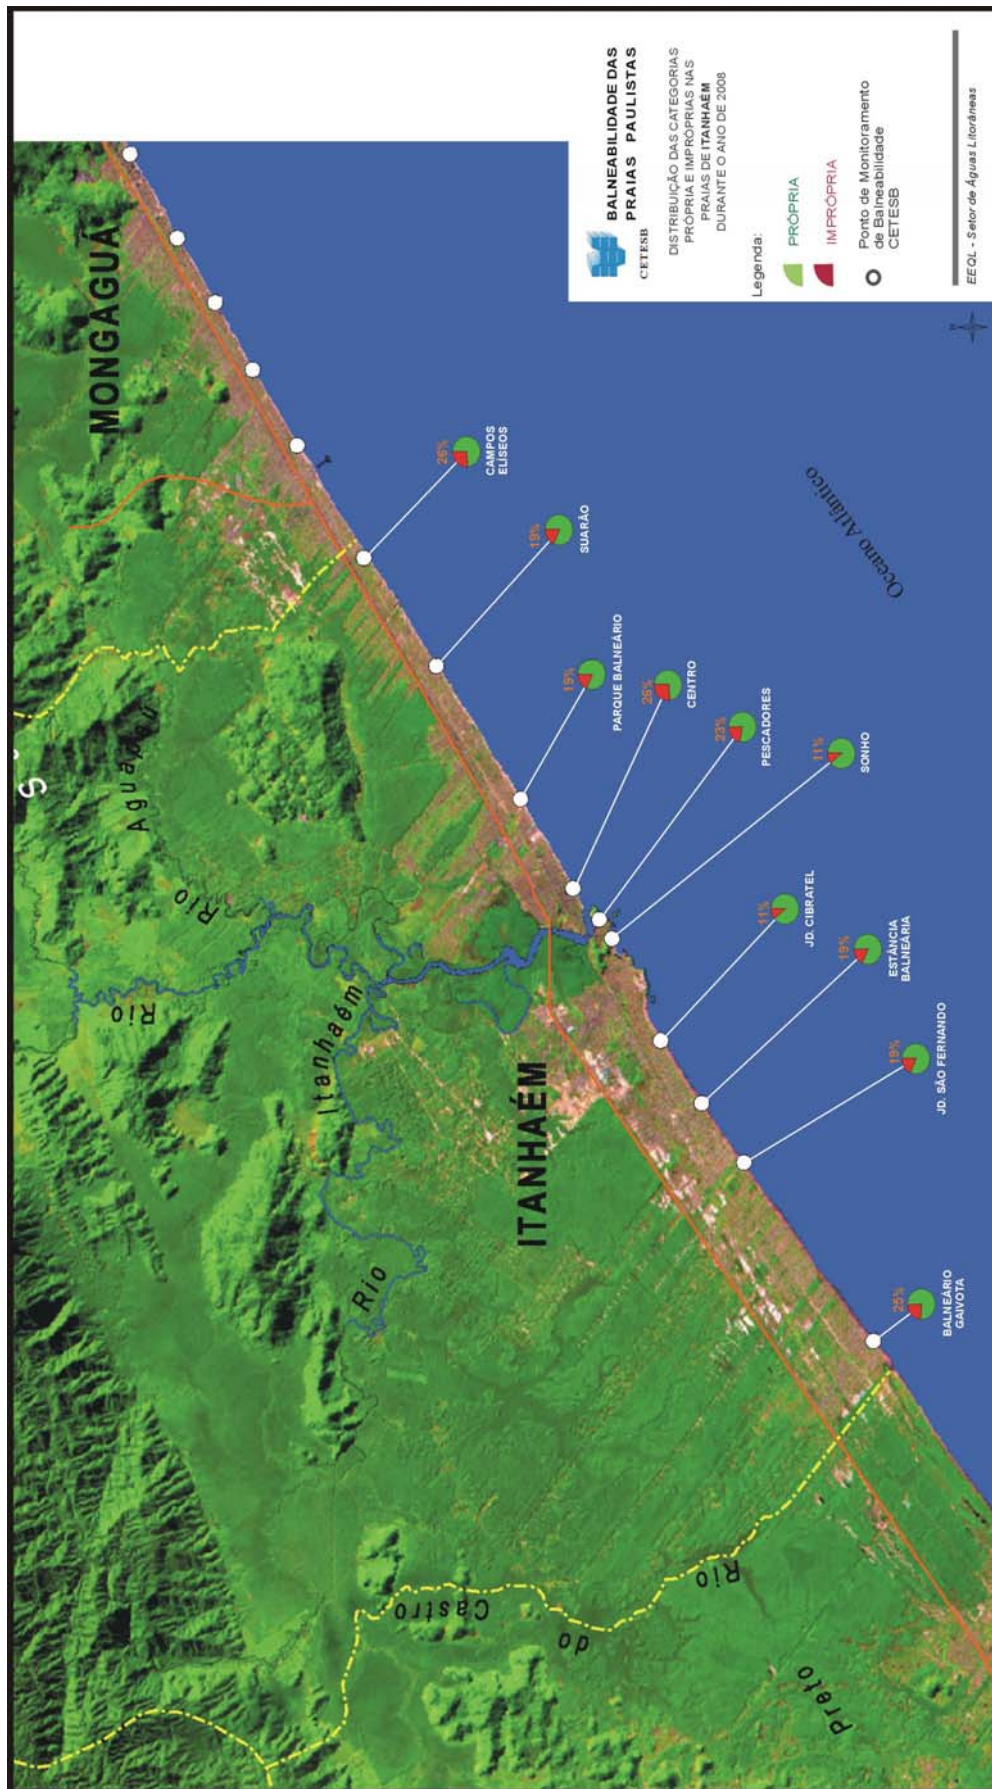 BALNEABILIDADE DAS
PRAIAS PAULISTAS
CETESB
DISTRIBUIÇÃO DAS CATEGORIAS
PRÓPRIA E IMPRÓPRIAS NAS
PRAIAS DE ITANHAÉM
DURANTE O ANO DE 2008
Legenda:
PRÓPRIA
IMPRÓPRIA
Ponto de Monitoramento
de Balneabilidade
CETESB
EEQL - Setor de Águas Litorâneas
MONGAGUÁ
ITANHAÉM
S
Rio
Aguapeú
Rio
Itanhaém
Rio
Rio
do
Castro
Preto
Oceano Atlântico
26%
CAMPOS
ELÍSEOS
19%
SUARÃO
19%
PARQUE BALNEÁRIO
26%
CENTRO
23%
PESCADORES
11%
SONHO
11%
JD. CIBRATEL
19%
ESTÂNCIA
BALNEÁRIA
19%
JD. SÃO FERNANDO
25%
BALNEÁRIO
GAIVOTA